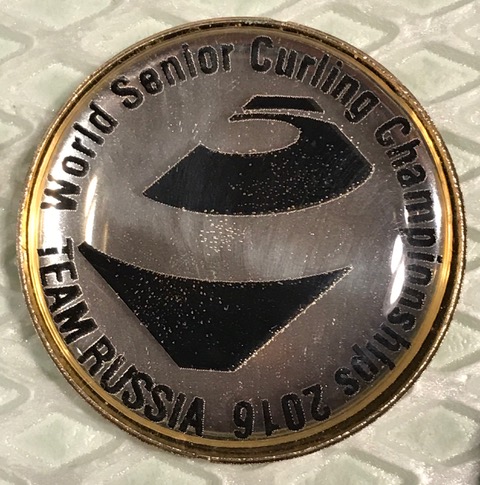 World Senior Curling Championships 2016
TEAM RUSSIA